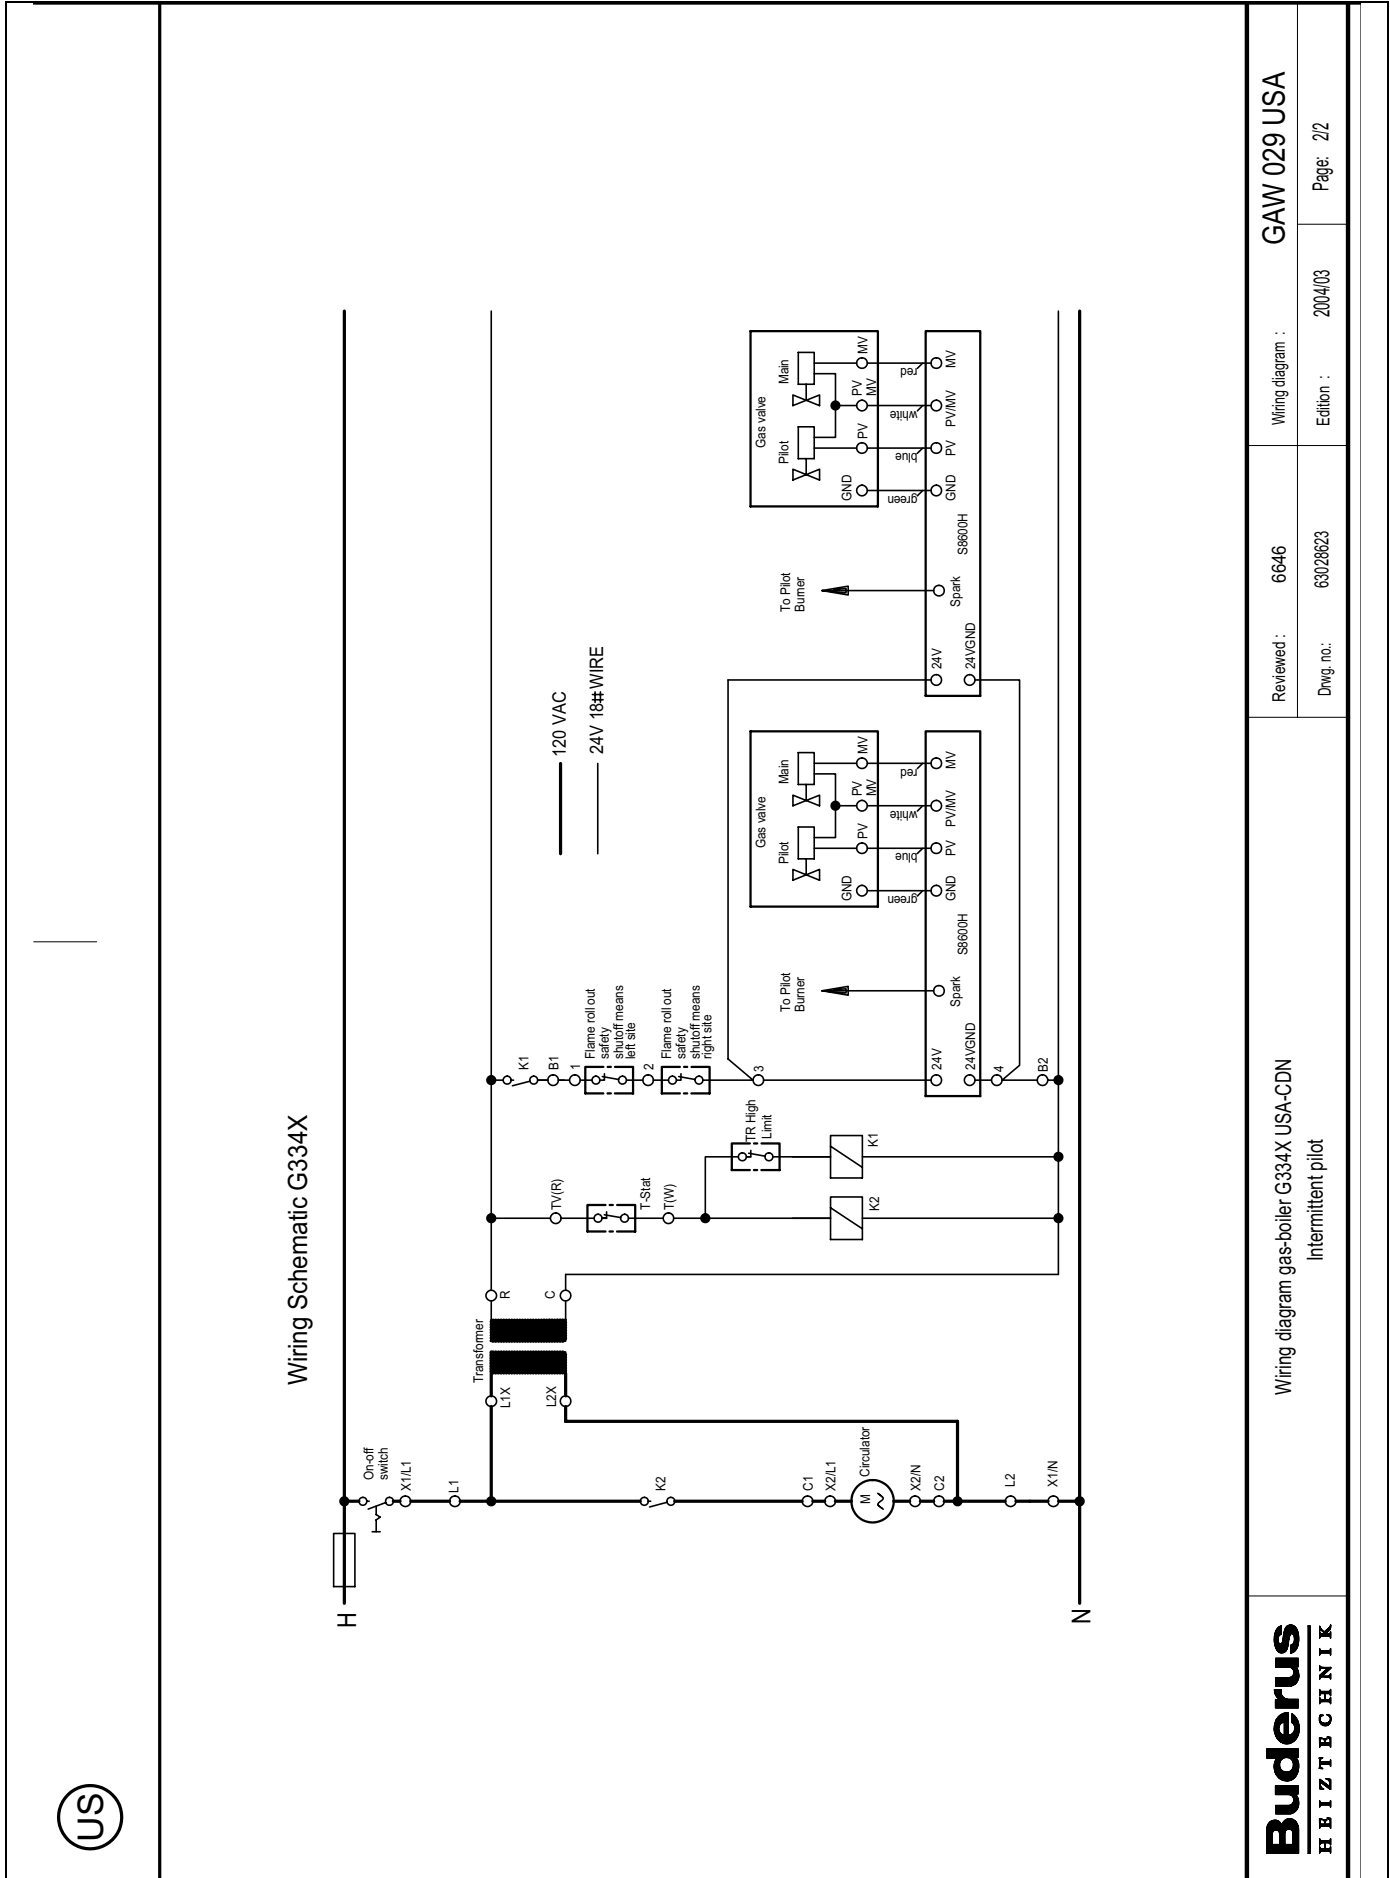 US
Wiring Schematic G334X
H
On-off
switch
X1/L1
L1
K2
C1
X2/L1
M
Circulator
X2/N
C2
L2
X1/N
N
Transformer
L1X
L2X
R
C
TV(R)
T-Stat
T(W)
K2
TR High
Limit
K1
K1
B1
1
Flame roll out
safety
shutoff means
left site
2
Flame roll out
safety
shutoff means
right site
3
24V
24VGND
4
B2
120 VAC
24V 18# WIRE
To Pilot
Burner
Spark
S8600H
Gas valve
Pilot
Main
GND
PV
PV
MV
MV
green
blue
white
red
GND
PV
PV/MV
MV
To Pilot
Burner
24V
24VGND
Spark
S8600H
Gas valve
Pilot
Main
GND
PV
PV
MV
MV
green
blue
white
red
GND
PV
PV/MV
MV
Buderus
HEIZTECHNIK
Wiring diagram gas-boiler G334X USA-CDN
Intermittent pilot
Reviewed : 6646
Drwg. no.: 63028623
Wiring diagram : GAW 029 USA
Edition : 2004/03
Page: 2/2